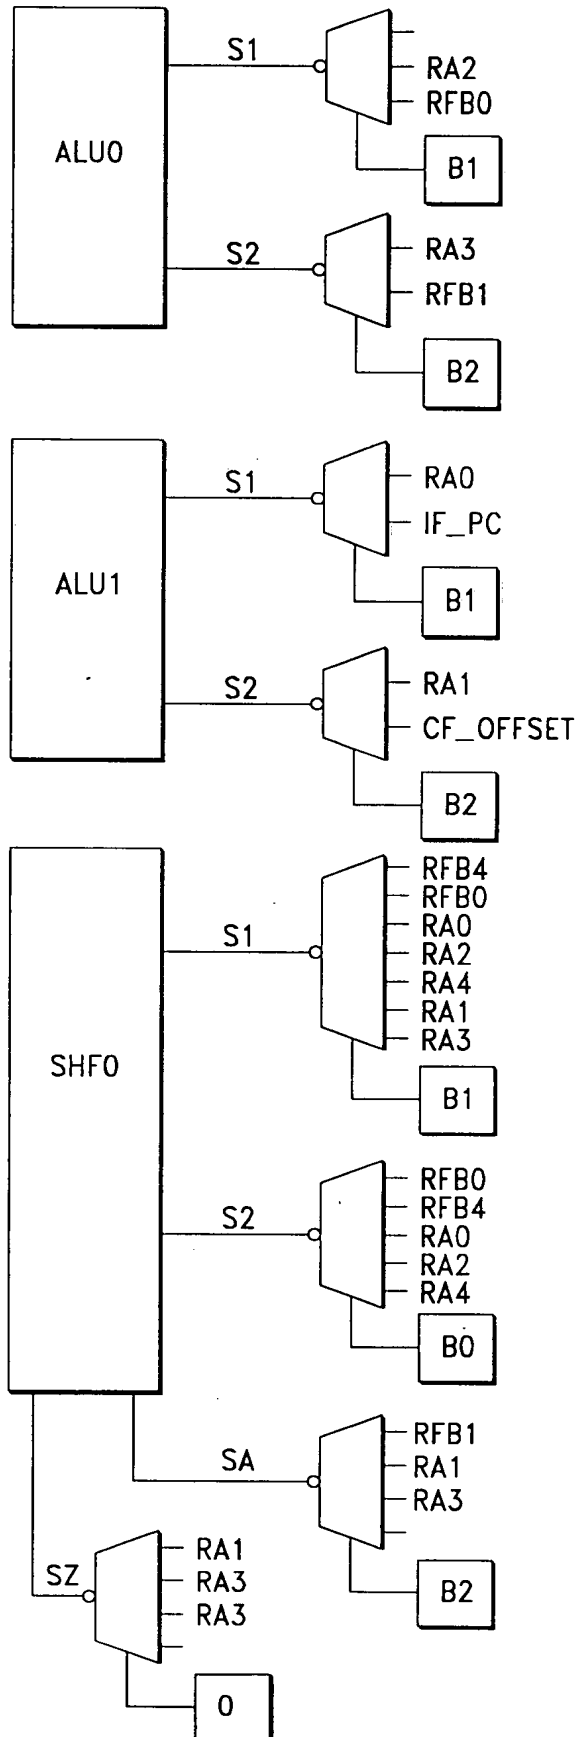 S1
RA2
RFB0
ALU0
B1
S2
RA3
RFB1
B2
S1
RA0
IF_PC
ALU1
B1
S2
RA1
CF_OFFSET
B2
RFB4
RFB0
RA0
S1
RA2
RA4
RA1
RA3
SHF0
B1
RFB0
RFB4
S2
RA0
RA2
RA4
B0
RFB1
SA
RA1
RA3
RA1
SZ
RA3
RA3
B2
0